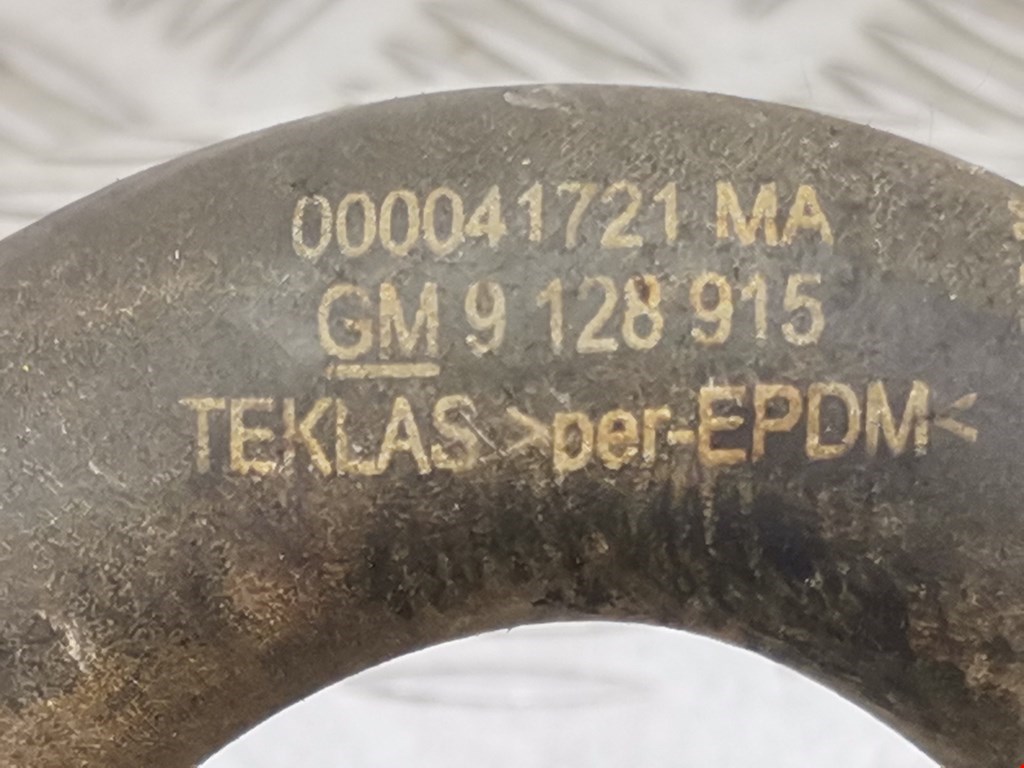 000041721 MA
GM 9 128 915
TEKLAS >per-EPDM<